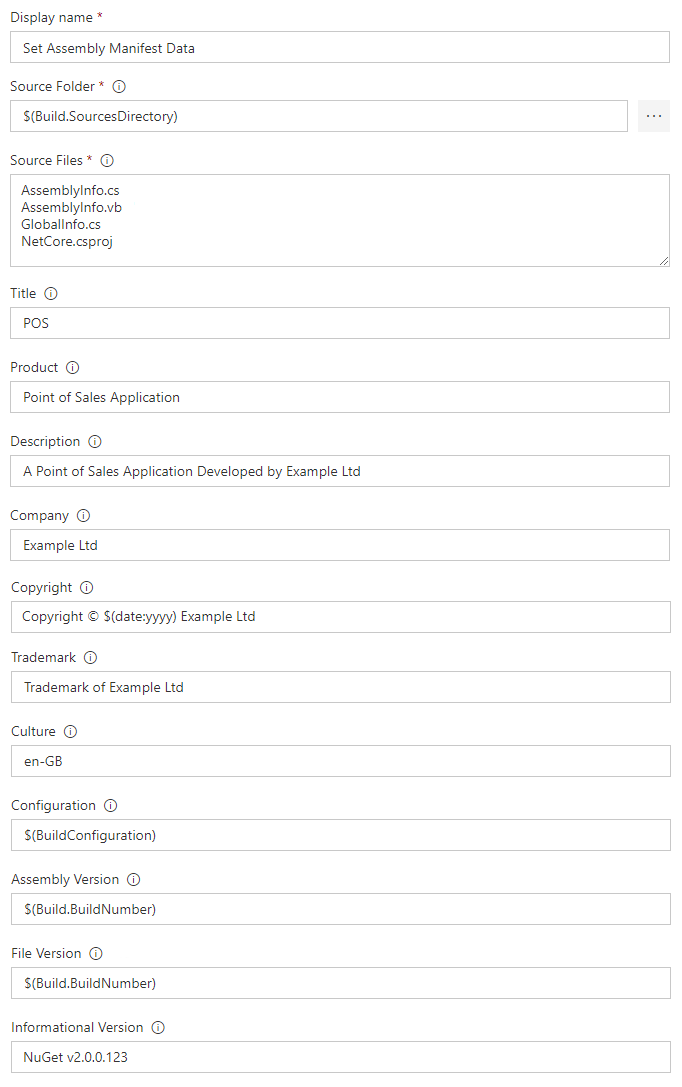 Display name *
Set Assembly Manifest Data
Source Folder *
$(Build.SourcesDirectory)
...
Source Files *
AssemblyInfo.cs
AssemblyInfo.vb
GlobalInfo.cs
NetCore.csproj
Title
POS
Product
Point of Sales Application
Description
A Point of Sales Application Developed by Example Ltd
Company
Example Ltd
Copyright
Copyright © $(date:yyyy) Example Ltd
Trademark
Trademark of Example Ltd
Culture
en-GB
Configuration
$(BuildConfiguration)
Assembly Version
$(Build.BuildNumber)
File Version
$(Build.BuildNumber)
Informational Version
NuGet v2.0.0.123